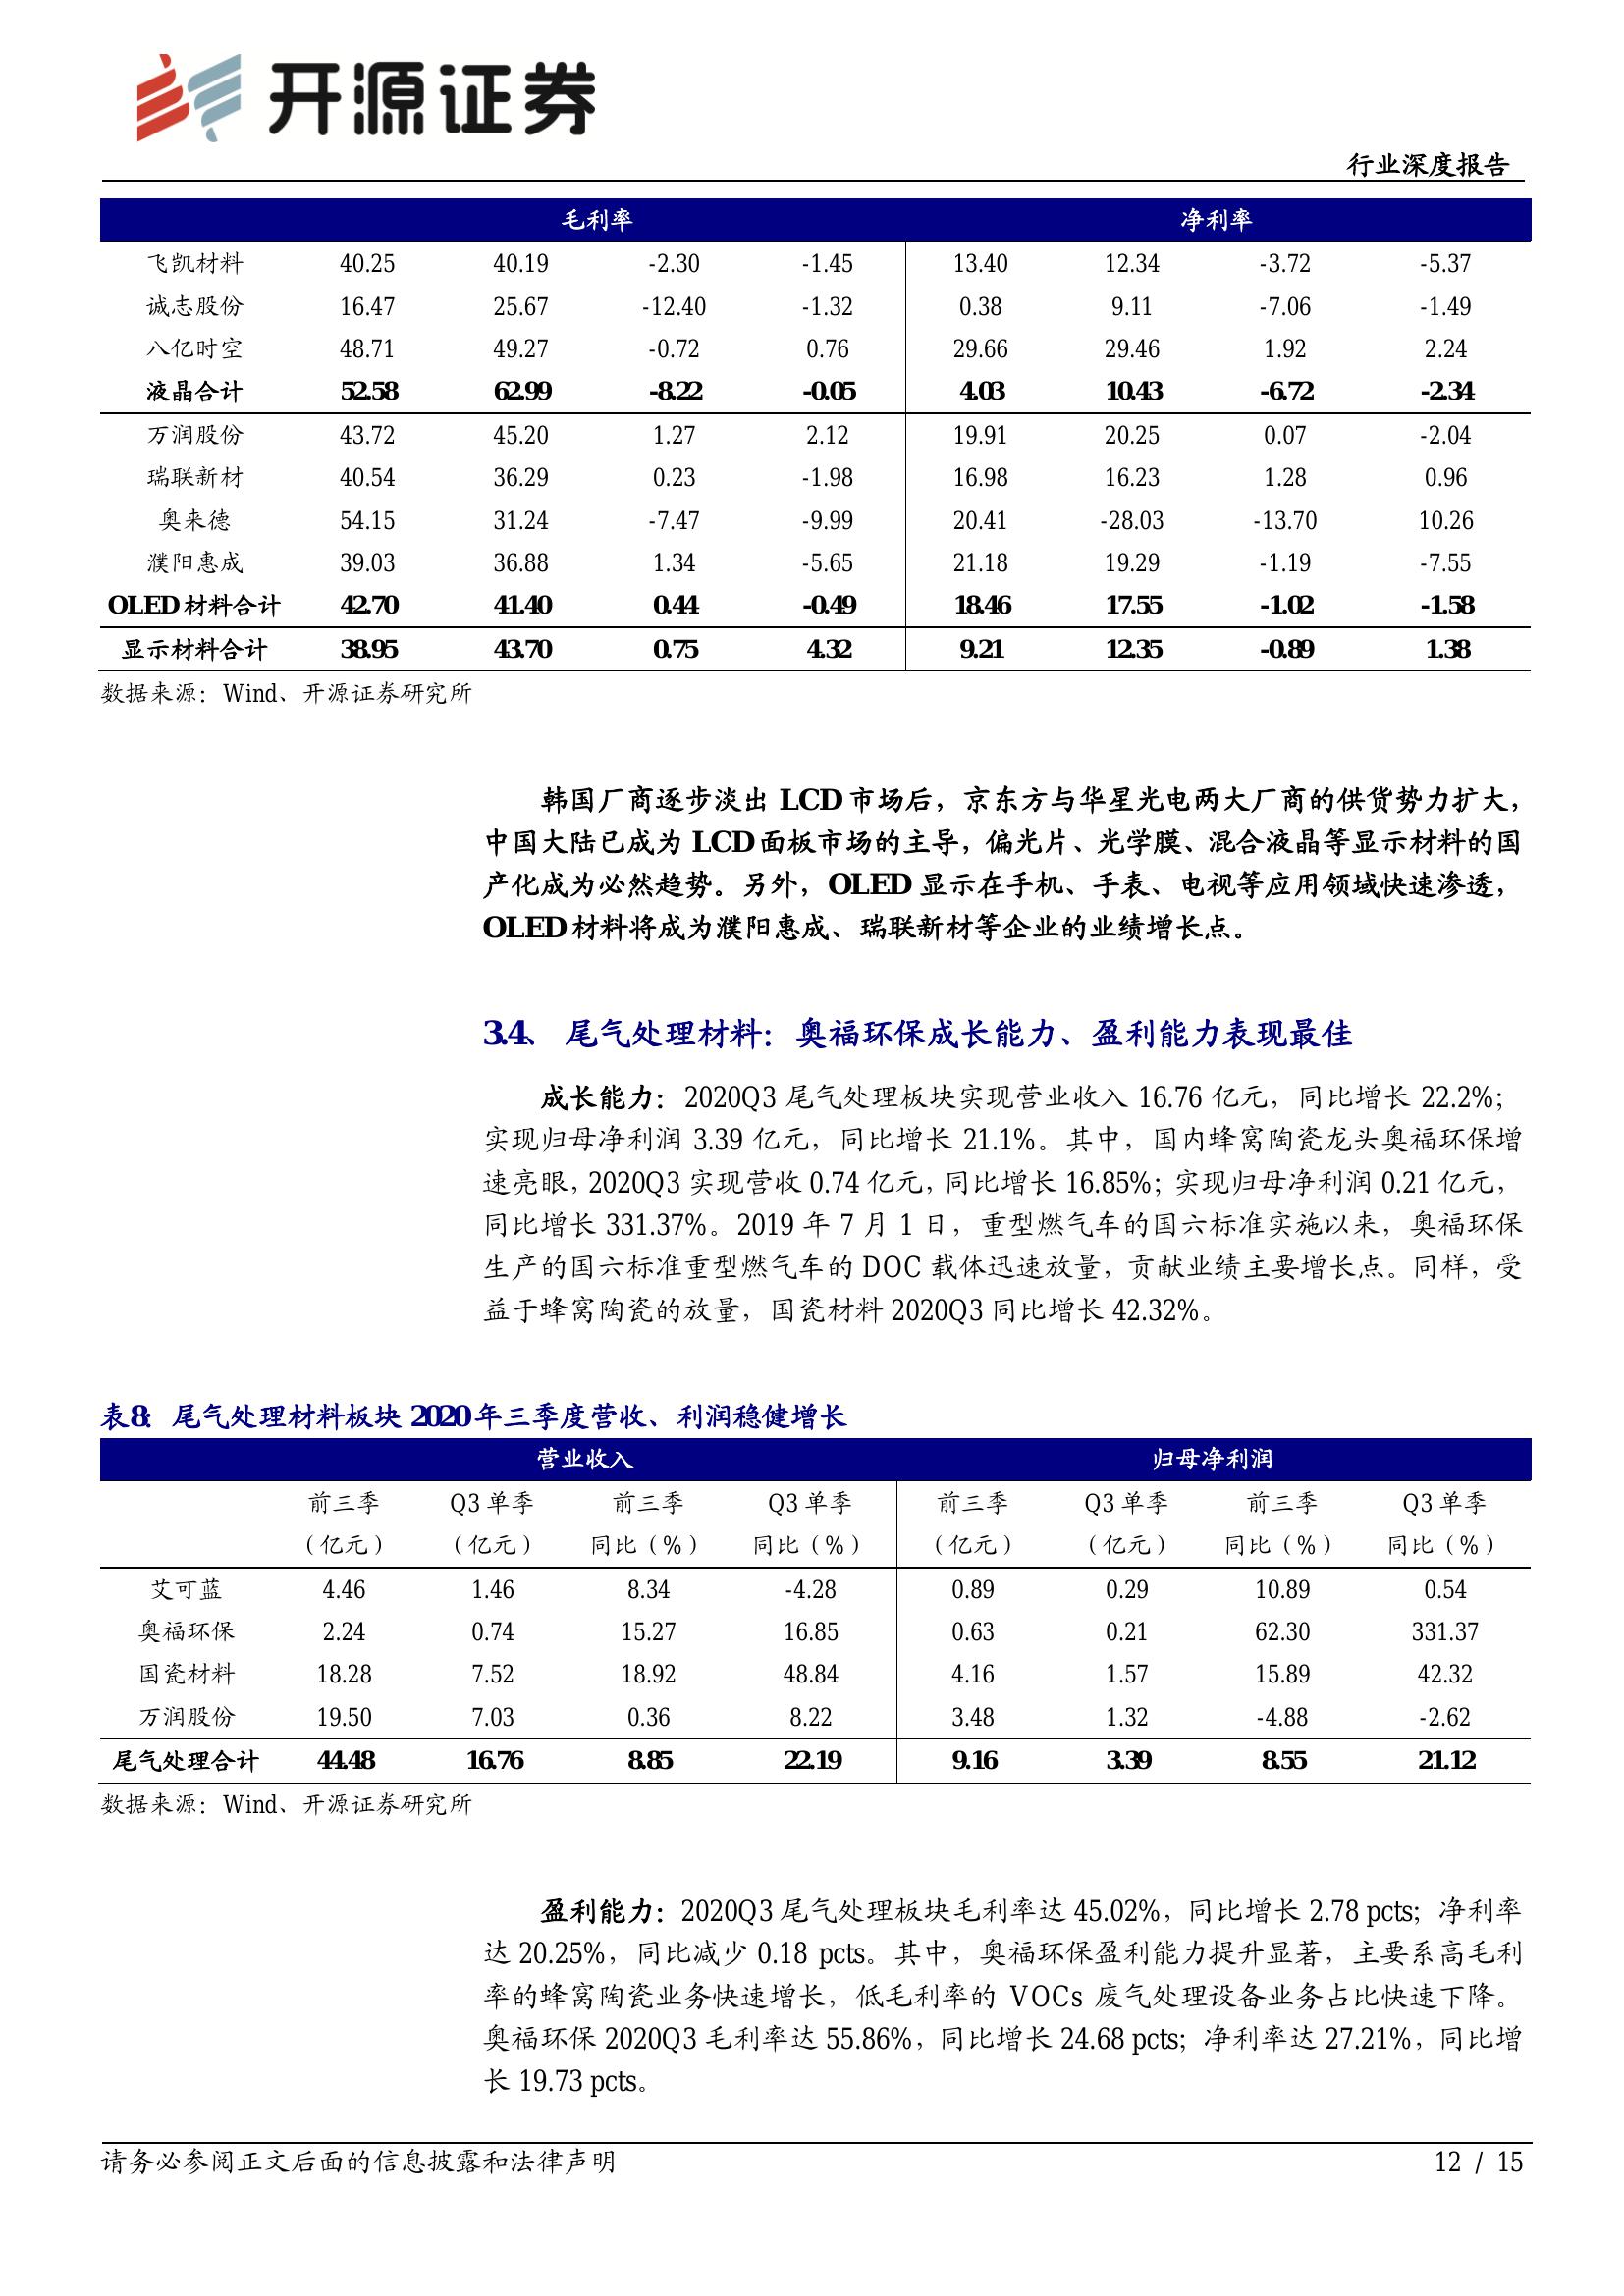 开源证券
行业深度报告
毛利率 净利率
飞凯材料 40.25 40.19 -2.30 -1.45 13.40 12.34 -3.72 -5.37
诚志股份 16.47 25.67 -12.40 -1.32 0.38 9.11 -7.06 -1.49
八亿时空 48.71 49.27 -0.72 0.76 29.66 29.46 1.92 2.24
液晶合计 52.58 62.99 -8.22 -0.05 4.03 10.43 -6.72 -2.34
万润股份 43.72 45.20 1.27 2.12 19.91 20.25 0.07 -2.04
瑞联新材 40.54 36.29 0.23 -1.98 16.98 16.23 1.28 0.96
奥来德 54.15 31.24 -7.47 -9.99 20.41 -28.03 -13.70 10.26
濮阳惠成 39.03 36.88 1.34 -5.65 21.18 19.29 -1.19 -7.55
OLED 材料合计 42.70 41.40 0.44 -0.49 18.46 17.55 -1.02 -1.58
显示材料合计 38.95 43.70 0.75 4.32 9.21 12.35 -0.89 1.38
数据来源：Wind、开源证券研究所
韩国厂商逐步淡出 LCD 市场后，京东方与华星光电两大厂商的供货势力扩大，
中国大陆已成为 LCD 面板市场的主导，偏光片、光学膜、混合液晶等显示材料的国
产化成为必然趋势。另外，OLED 显示在手机、手表、电视等应用领域快速渗透，
OLED 材料将成为濮阳惠成、瑞联新材等企业的业绩增长点。
3.4、 尾气处理材料：奥福环保成长能力、盈利能力表现最佳
成长能力：2020Q3 尾气处理板块实现营业收入 16.76 亿元，同比增长 22.2%；
实现归母净利润 3.39 亿元，同比增长 21.1%。其中，国内蜂窝陶瓷龙头奥福环保增
速亮眼，2020Q3 实现营收 0.74 亿元，同比增长 16.85%；实现归母净利润 0.21 亿元，
同比增长 331.37%。2019 年 7 月 1 日，重型燃气车的国六标准实施以来，奥福环保
生产的国六标准重型燃气车的 DOC 载体迅速放量，贡献业绩主要增长点。同样，受
益于蜂窝陶瓷的放量，国瓷材料 2020Q3 同比增长 42.32%。
表8：尾气处理材料板块 2020 年三季度营收、利润稳健增长
营业收入 归母净利润
前三季 Q3 单季 前三季 Q3 单季 前三季 Q3 单季 前三季 Q3 单季
（亿元） （亿元） 同比（%） 同比（%） （亿元） （亿元） 同比（%） 同比（%）
艾可蓝 4.46 1.46 8.34 -4.28 0.89 0.29 10.89 0.54
奥福环保 2.24 0.74 15.27 16.85 0.63 0.21 62.30 331.37
国瓷材料 18.28 7.52 18.92 48.84 4.16 1.57 15.89 42.32
万润股份 19.50 7.03 0.36 8.22 3.48 1.32 -4.88 -2.62
尾气处理合计 44.48 16.76 8.85 22.19 9.16 3.39 8.55 21.12
数据来源：Wind、开源证券研究所
盈利能力：2020Q3 尾气处理板块毛利率达 45.02%，同比增长 2.78 pcts；净利率
达 20.25%，同比减少 0.18 pcts。其中，奥福环保盈利能力提升显著，主要系高毛利
率的蜂窝陶瓷业务快速增长，低毛利率的 VOCs 废气处理设备业务占比快速下降。
奥福环保 2020Q3 毛利率达 55.86%，同比增长 24.68 pcts；净利率达 27.21%，同比增
长 19.73 pcts。
请务必参阅正文后面的信息披露和法律声明
12 / 15